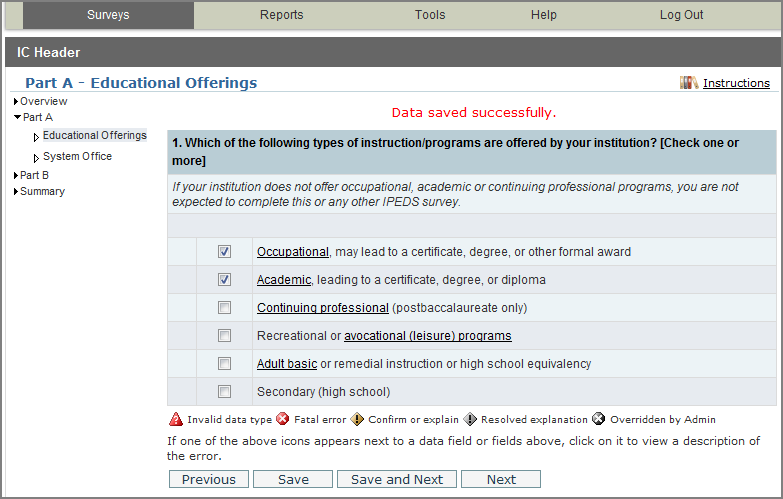 Surveys Reports Tools Help Log Out
IC Header
Part A - Educational Offerings
Instructions
Overview
Part A
Educational Offerings
System Office
Part B
Summary
Data saved successfully.
1. Which of the following types of instruction/programs are offered by your institution? [Check one or
more]
If your institution does not offer occupational, academic or continuing professional programs, you are not
expected to complete this or any other IPEDS survey.
Occupational, may lead to a certificate, degree, or other formal award
Academic, leading to a certificate, degree, or diploma
Continuing professional (postbaccalaureate only)
Recreational or avocational (leisure) programs
Adult basic or remedial instruction or high school equivalency
Secondary (high school)
Invalid data type Fatal error Confirm or explain Resolved explanation Overridden by Admin
If one of the above icons appears next to a data field or fields above, click on it to view a description of
the error.
Previous Save Save and Next Next